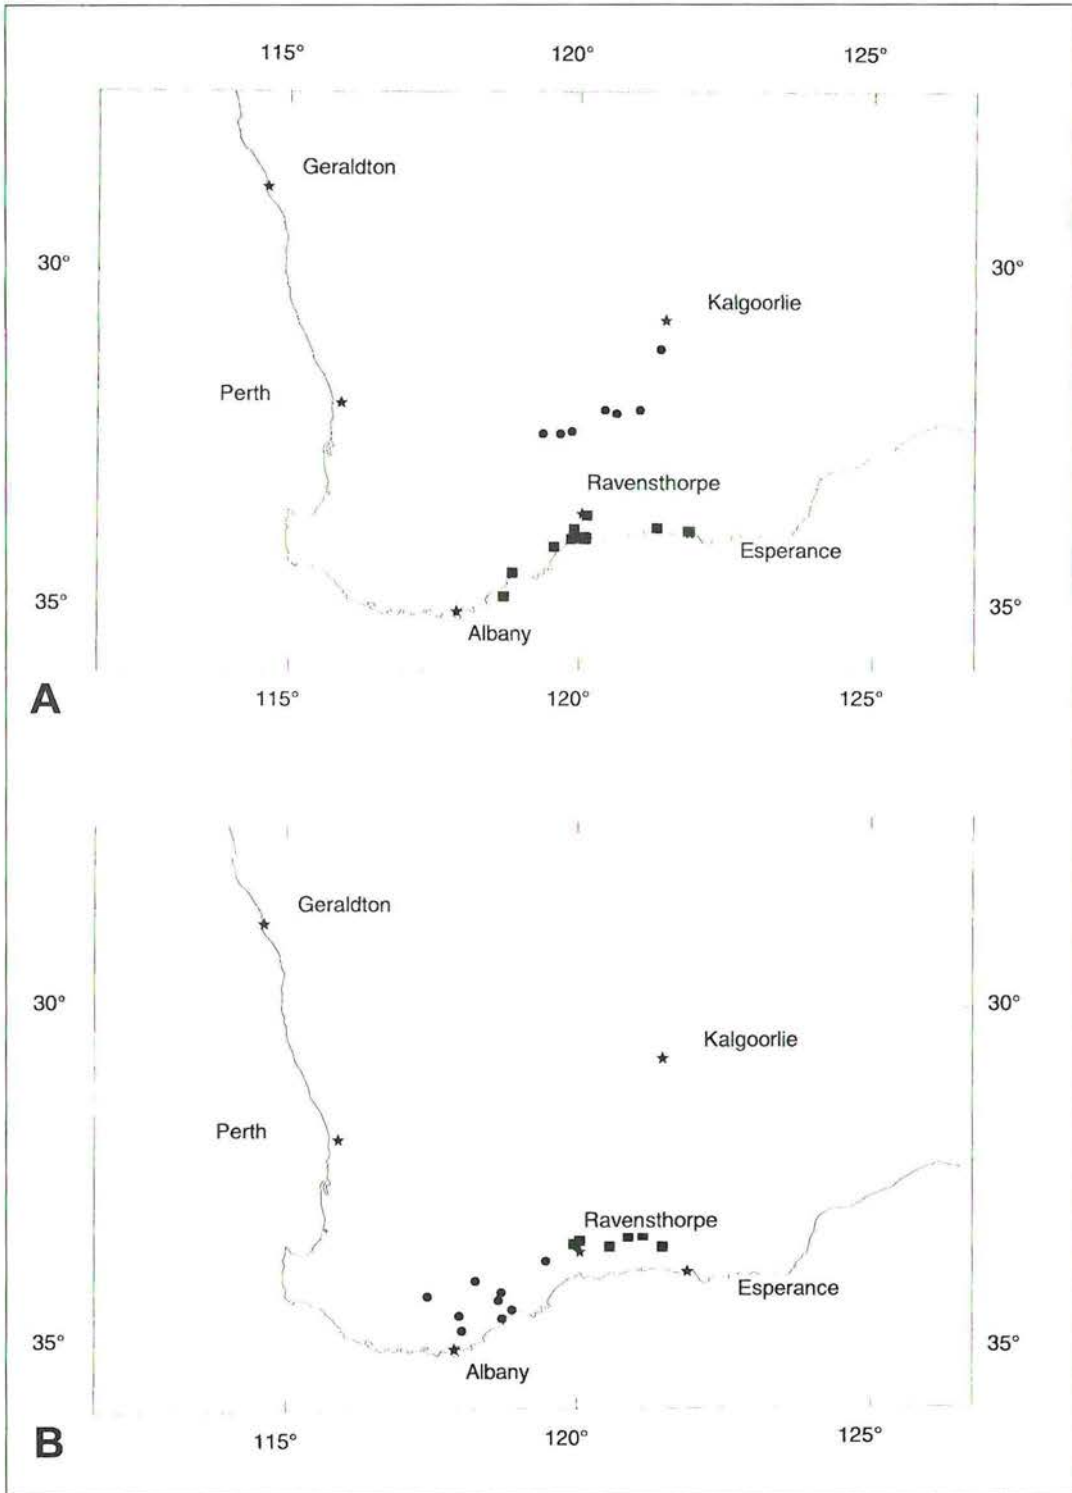 115° 120° 125°
Geraldton
30° 30°
Kalgoorlie
Perth
Ravensthorpe
Esperance
35° 35°
Albany
A
115° 120° 125°
Geraldton
30° 30°
Kalgoorlie
Perth
Ravensthorpe
Esperance
35° 35°
Albany
B
115° 120° 125°